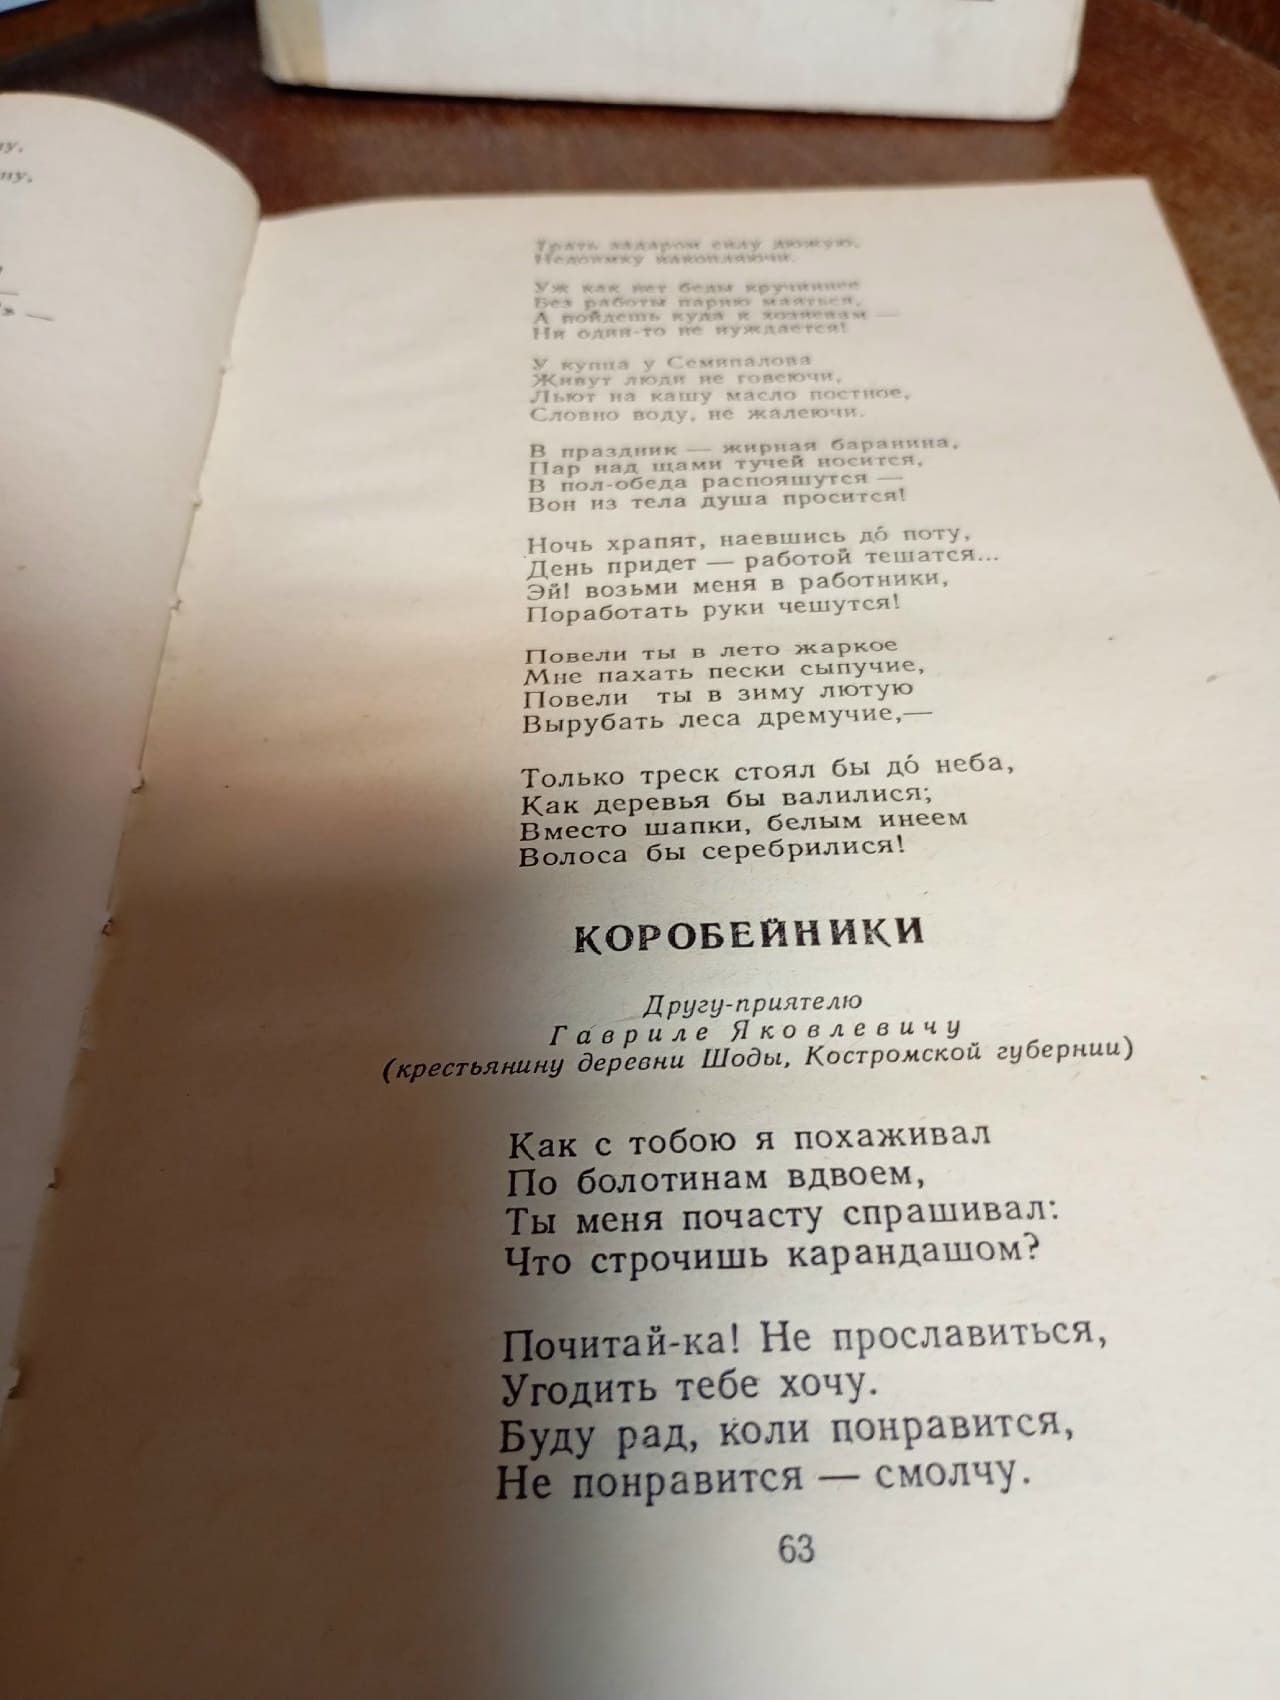 ну,
Трать задаром силу дюжую,
Недоимку накопляючи.
Уж как нет беды кручиннее
Без работы парню маяться,
А пойдешь куда к хозяевам —
Ни один-то не нуждается!
У купца у Семипалова
Живут люди не говеючи,
Льют на кашу масло постное,
Словно воду, не жалеючи.
В праздник — жирная баранина,
Пар над щами тучей носится,
В пол-обеда распояшутся —
Вон из тела душа просится!
Ночь храпят, наевшись до́ поту,
День придет — работой тешатся...
Эй! возьми меня в работники,
Поработать руки чешутся!
Повели ты в лето жаркое
Мне пахать пески сыпучие,
Повели ты в зиму лютую
Вырубать леса дремучие,—
Только треск стоял бы до́ неба,
Как деревья бы валилися;
Вместо шапки, белым инеем
Волоса бы серебрилися!
КОРОБЕЙНИКИ
Другу-приятелю
Гавриле Яковлевичу
(крестьянину деревни Шоды, Костромской губернии)
Как с тобою я похаживал
По болотинам вдвоем,
Ты меня почасту спрашивал:
Что строчишь карандашом?
Почитай-ка! Не прославиться,
Угодить тебе хочу.
Буду рад, коли понравится,
Не понравится — смолчу.
63